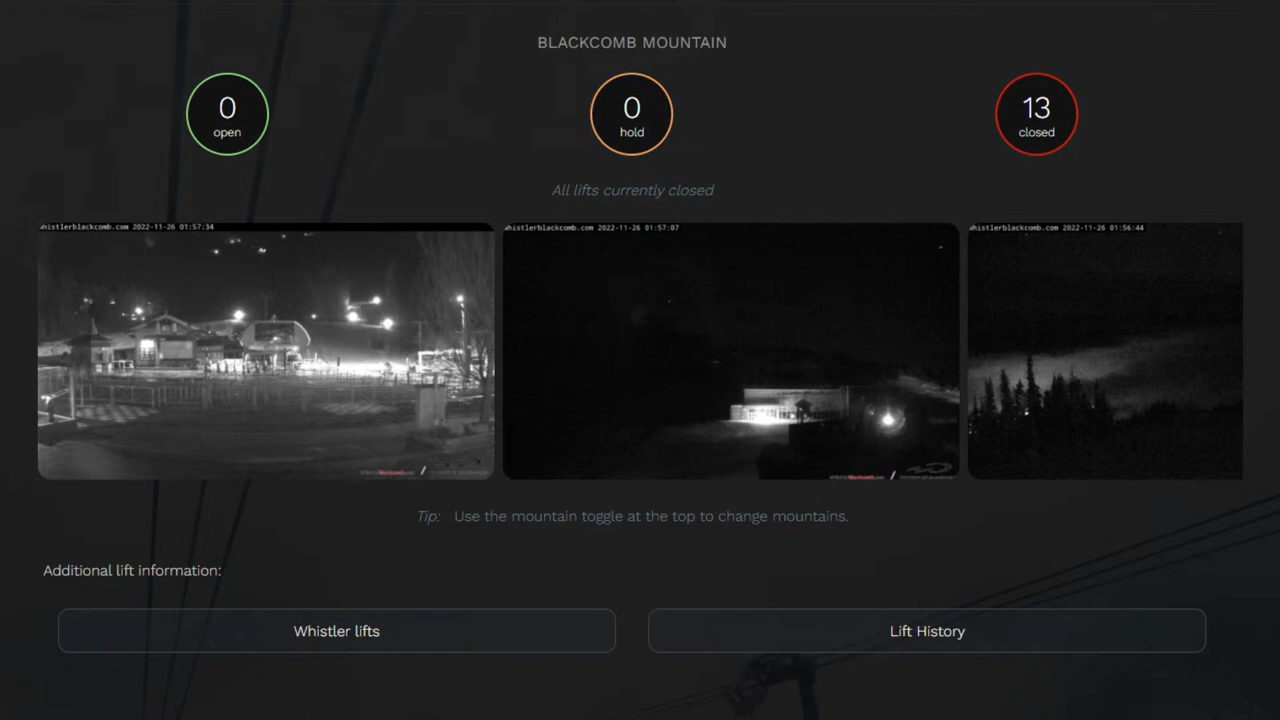 BLACKCOMB MOUNTAIN
0
open
0
hold
13
closed
All lifts currently closed
whistlerblackcomb.com 2022-11-26 01:57:34
whistlerblackcomb.com 2022-11-26 01:57:07
whistlerblackcomb.com 2022-11-26 01:56:44
Tip: Use the mountain toggle at the top to change mountains.
Additional lift information:
Whistler lifts
Lift History